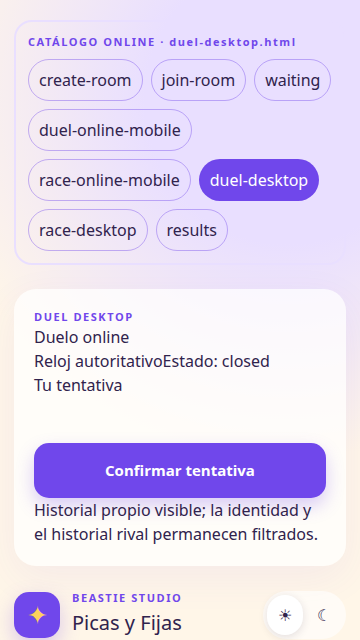 CATÁLOGO ONLINE · duel-desktop.html
create-room join-room waiting
duel-online-mobile
race-online-mobile duel-desktop
race-desktop results
DUEL DESKTOP
Duelo online
Reloj autoritativoEstado: closed
Tu tentativa
Confirmar tentativa
Historial propio visible; la identidad y
el historial rival permanecen filtrados.
BEASTIE STUDIO
Picas y Fijas